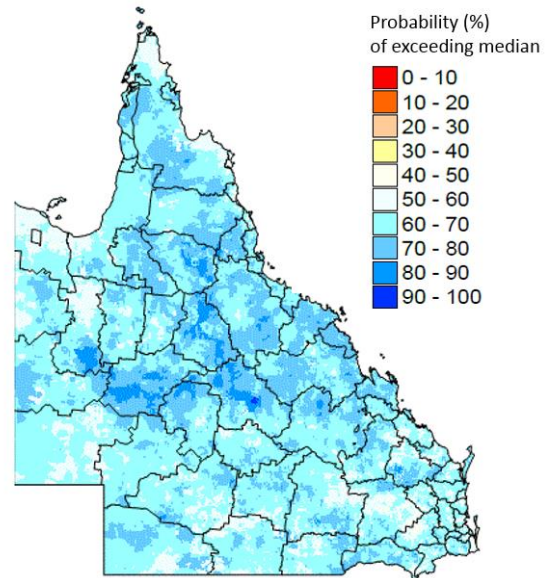 Probability (%)
of exceeding median
0 - 10
10 - 20
20 - 30
30 - 40
40 - 50
50 - 60
60 - 70
70 - 80
80 - 90
90 - 100